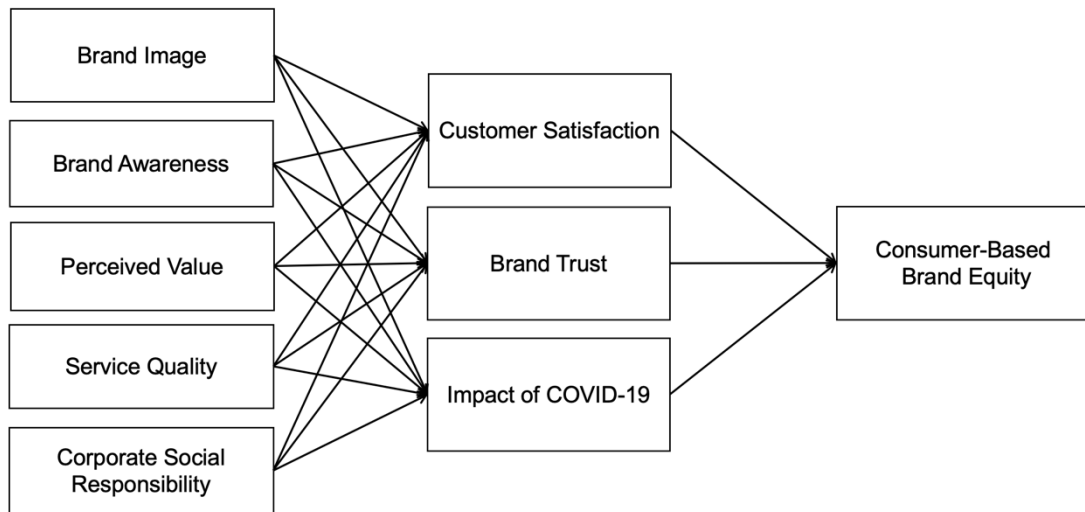 Brand Image
Brand Awareness
Perceived Value
Service Quality
Corporate Social
Responsibility
Customer Satisfaction
Brand Trust
Impact of COVID-19
Consumer-Based
Brand Equity